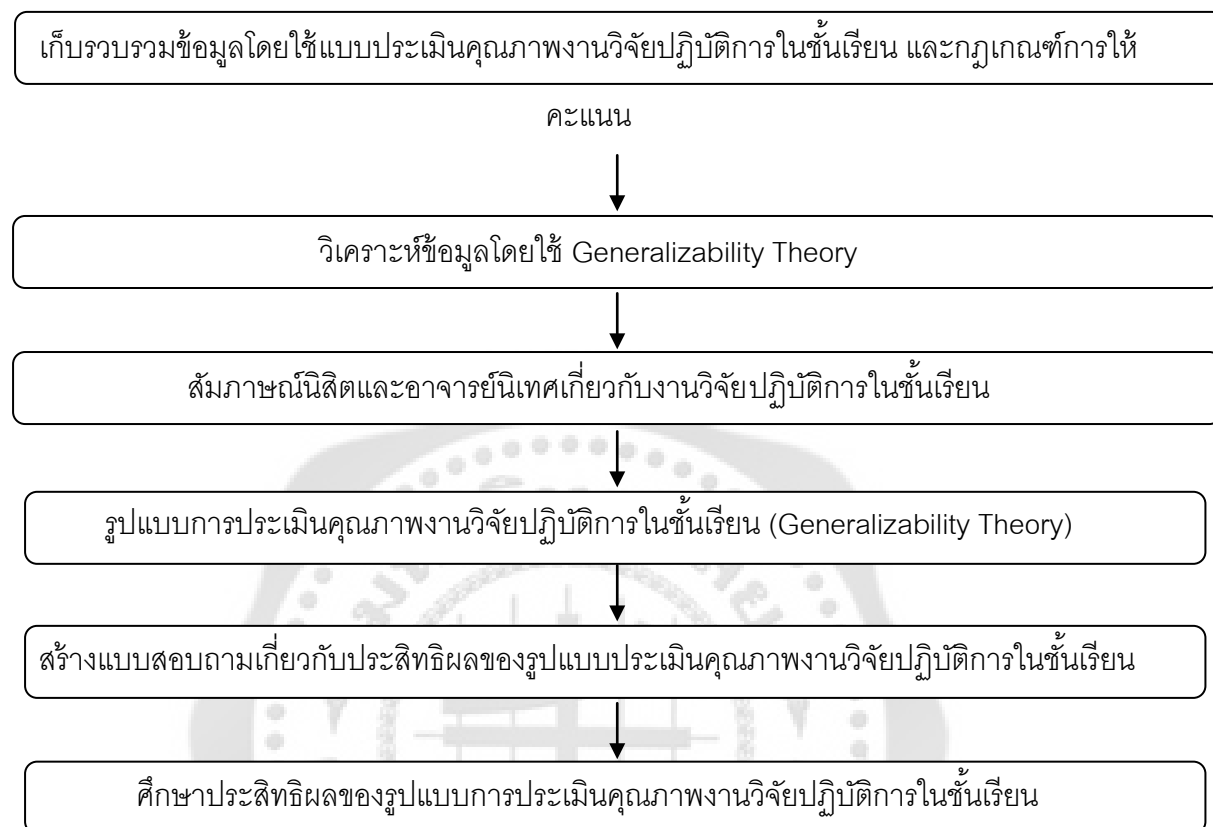 เก็บรวบรวมข้อมูลโดยใช้แบบประเมินคุณภาพงานวิจัยปฏิบัติการในชั้นเรียน และกฎเกณฑ์การให้
คะแนน
วิเคราะห์ข้อมูลโดยใช้ Generalizability Theory
สัมภาษณ์นิสิตและอาจารย์นิเทศเกี่ยวกับงานวิจัยปฏิบัติการในชั้นเรียน
รูปแบบการประเมินคุณภาพงานวิจัยปฏิบัติการในชั้นเรียน (Generalizability Theory)
สร้างแบบสอบถามเกี่ยวกับประสิทธิผลของรูปแบบประเมินคุณภาพงานวิจัยปฏิบัติการในชั้นเรียน
ศึกษาประสิทธิผลของรูปแบบการประเมินคุณภาพงานวิจัยปฏิบัติการในชั้นเรียน